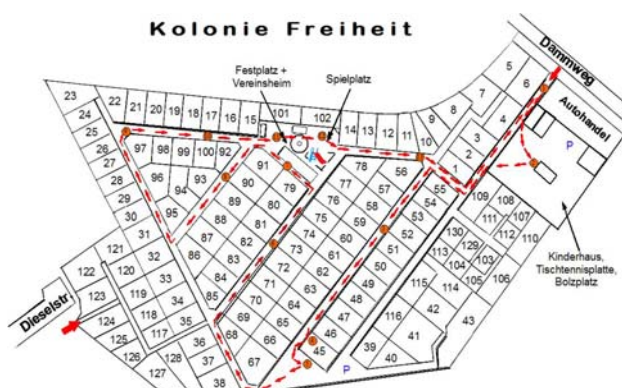 Kolonie Freiheit
Festplatz +
Vereinsheim
Spielplatz
Dammweg
Autohandel
P
Kinderhaus,
Tischtennisplatte,
Bolzplatz
Dieselstr.
P
22 21 20 19 18 17 16 15 101 102 14 13 12 11 10 9 8 7 5 6
23 24 25 26 27 28 29 30 31 32 33 34 35 36 37 38
97 98 99 100 92 96 94 93 95
91 90 89 88 87 86 85 84 83 82 81 80 79
78 77 76 75 74 73 72 71 70 69 68 67
56 57 58 59 60 61 62 63 64 65 66
55 54 53 52 51 50 49 48 47 46 45
4 3 2 1
109 108 107 112 111 110 130 129 103 113 104 105 106
114 115 116 39 40 41 42 43
121 122 123 124 125 126 127 128 120 119 118 117